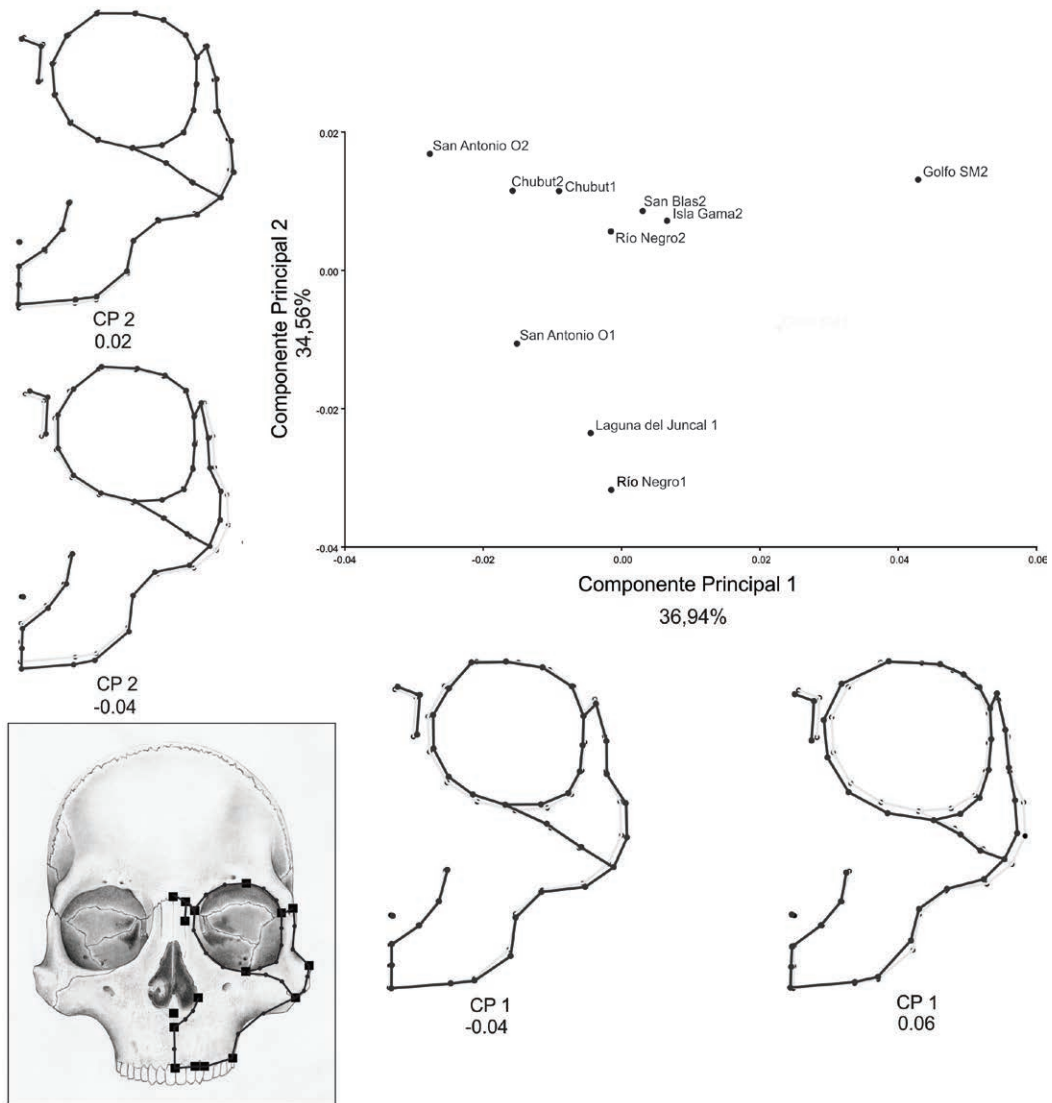 CP 2
0.02
CP 2
-0.04
0.02
0.00
-0.02
-0.04
Componente Principal 2
34,56%
San Antonio O2
Golfo SM2
Chubut2
Chubut1
San Blas2
Isla Gama2
Río Negro2
San Antonio O1
Laguna del Juncal 1
Río Negro1
-0.04
-0.02
0.00
0.02
0.04
0.06
Componente Principal 1
36,94%
CP 1
-0.04
CP 1
0.06